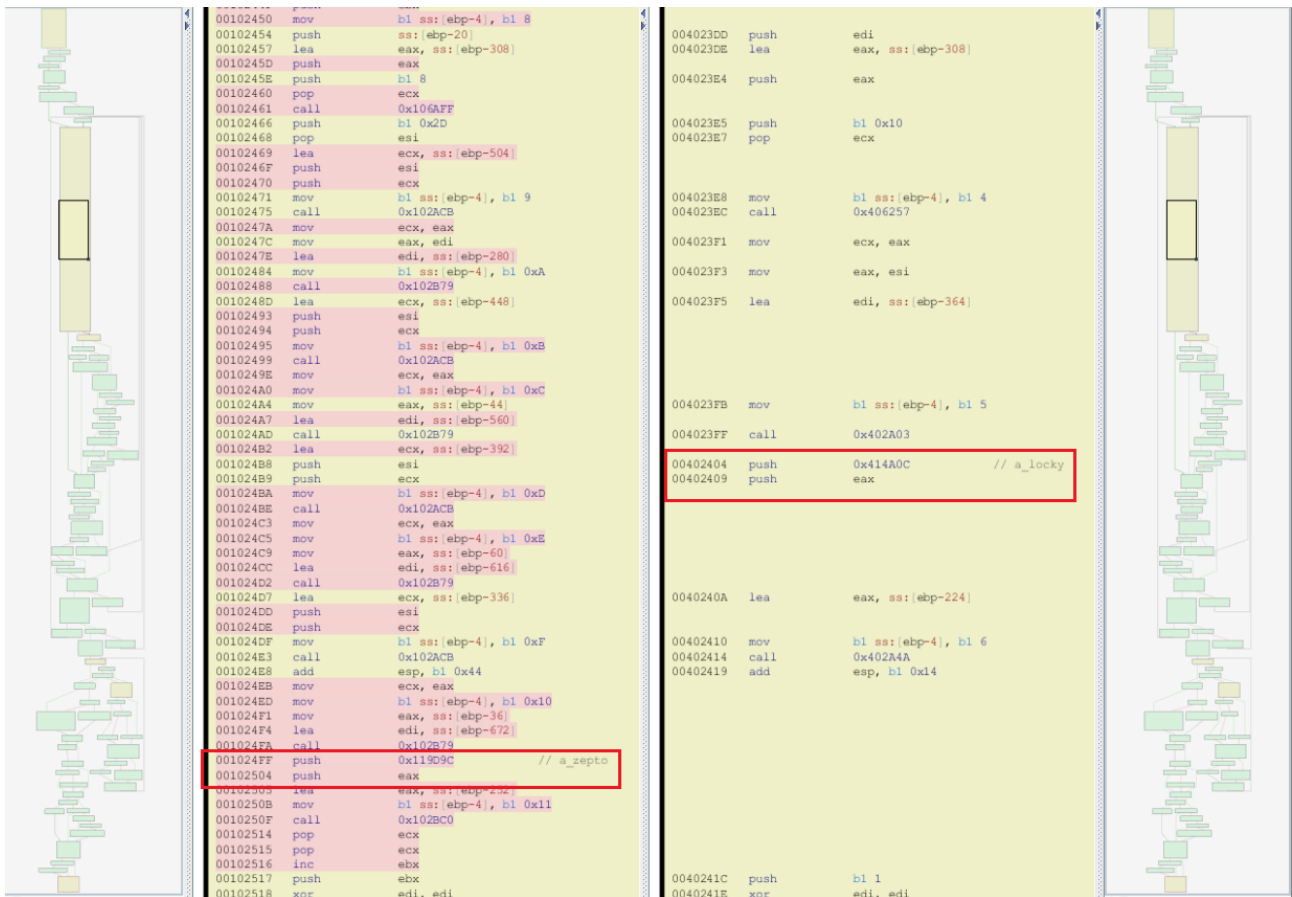 00102450 mov b1 ss:[ebp-4], b1 8
00102454 push ss:[ebp-20]
00102457 lea eax, ss:[ebp-308]
0010245D push eax
0010245E push b1 8
00102460 pop ecx
00102461 call 0x106AFF
00102466 push b1 0x2D
00102468 pop esi
00102469 lea ecx, ss:[ebp-504]
0010246F push esi
00102470 push ecx
00102471 mov b1 ss:[ebp-4], b1 9
00102475 call 0x102ACB
0010247A mov ecx, eax
0010247C mov eax, edi
0010247E lea edi, ss:[ebp-280]
00102484 mov b1 ss:[ebp-4], b1 0xA
00102488 call 0x102B79
0010248D lea ecx, ss:[ebp-448]
00102493 push esi
00102494 push ecx
00102495 mov b1 ss:[ebp-4], b1 0xB
00102499 call 0x102ACB
0010249E mov ecx, eax
001024A0 mov b1 ss:[ebp-4], b1 0xC
001024A4 mov eax, ss:[ebp-44]
001024A7 lea edi, ss:[ebp-560]
001024AD call 0x102B79
001024B2 lea ecx, ss:[ebp-392]
001024B8 push esi
001024B9 push ecx
001024BA mov b1 ss:[ebp-4], b1 0xD
001024BE call 0x102ACB
001024C3 mov ecx, eax
001024C5 mov b1 ss:[ebp-4], b1 0xE
001024C9 mov eax, ss:[ebp-60]
001024CC lea edi, ss:[ebp-616]
001024D2 call 0x102B79
001024D7 lea ecx, ss:[ebp-336]
001024DD push esi
001024DE push ecx
001024DF mov b1 ss:[ebp-4], b1 0xF
001024E3 call 0x102ACB
001024E8 add esp, b1 0x44
001024EB mov ecx, eax
001024ED mov b1 ss:[ebp-4], b1 0x10
001024F1 mov eax, ss:[ebp-36]
001024F4 lea edi, ss:[ebp-672]
001024FA call 0x102B79
001024FF push 0x119D9C // a_zepto
00102504 push eax
00102505 lea eax, ss:[ebp-252]
0010250B mov b1 ss:[ebp-4], b1 0x11
0010250F call 0x102BC0
00102514 pop ecx
00102515 pop ecx
00102516 inc ebx
00102517 push ebx
00102518 xor edi, edi
004023DD push edi
004023DE lea eax, ss:[ebp-308]
004023E4 push eax
004023E5 push b1 0x10
004023E7 pop ecx
004023E8 mov b1 ss:[ebp-4], b1 4
004023EC call 0x406257
004023F1 mov ecx, eax
004023F3 mov eax, esi
004023F5 lea edi, ss:[ebp-364]
004023FB mov b1 ss:[ebp-4], b1 5
004023FF call 0x402A03
00402404 push 0x414A0C // a_locky
00402409 push eax
0040240A lea eax, ss:[ebp-224]
00402410 mov b1 ss:[ebp-4], b1 6
00402414 call 0x402A4A
00402419 add esp, b1 0x14
0040241C push b1 1
0040241E xor edi, edi